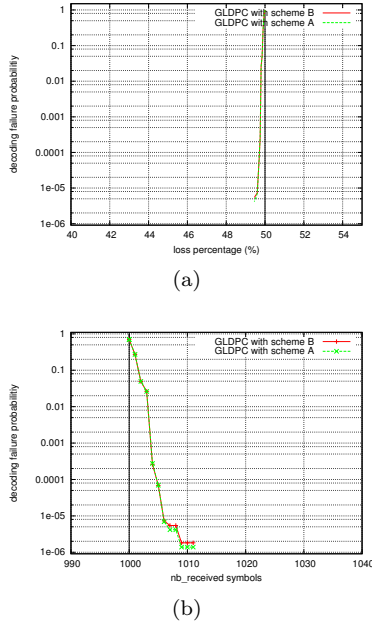 GLDPC with scheme B
GLDPC with scheme A
1
0.1
0.01
0.001
0.0001
1e-05
1e-06
decoding failure probability
40 42 44 46 48 50 52 54
loss percentage (%)
(a)
GLDPC with scheme B
GLDPC with scheme A
1
0.1
0.01
0.001
0.0001
1e-05
1e-06
decoding failure probability
990 1000 1010 1020 1030 1040
nb_received symbols
(b)